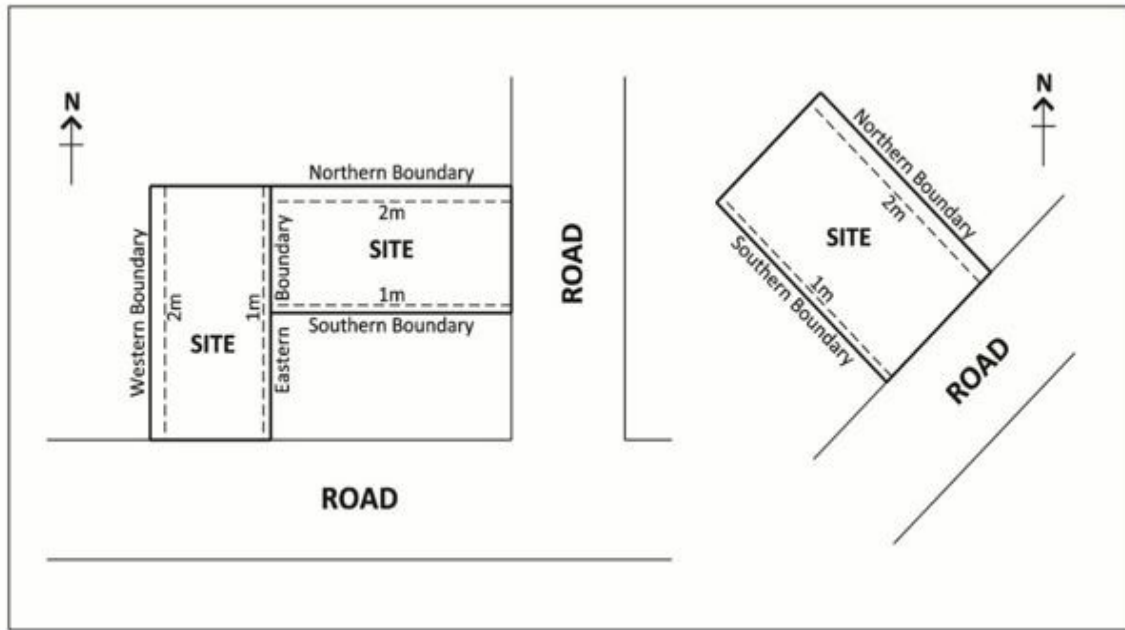 N
Northern Boundary
2m
SITE
1m
Southern Boundary
Western Boundary
2m
SITE
1m
Eastern
Boundary
ROAD
ROAD
N
Northern Boundary
2m
SITE
1m
Southern Boundary
ROAD